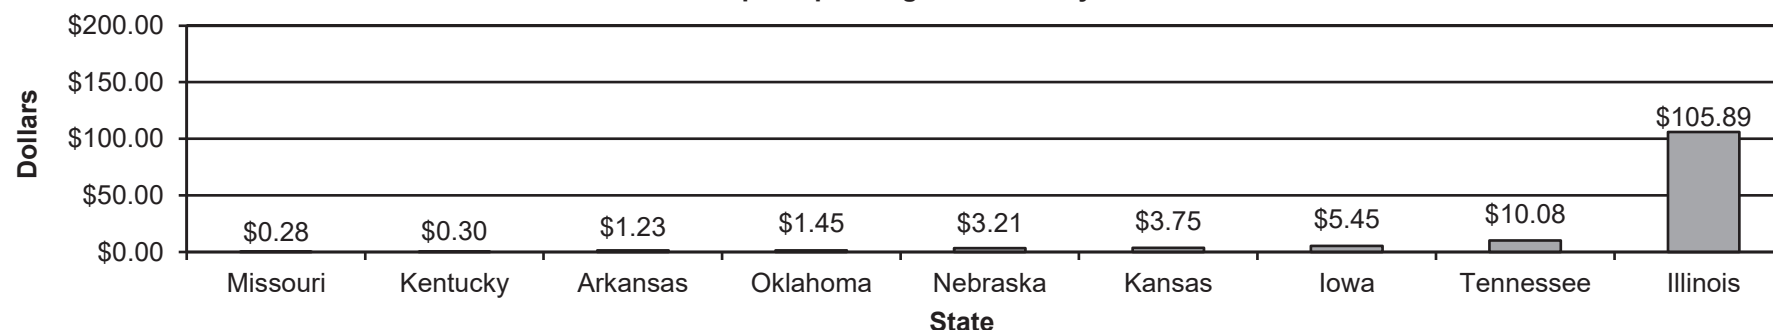 $200.00
$150.00
$100.00
$50.00
$0.00
Dollars
$0.28
$0.30
$1.23
$1.45
$3.21
$3.75
$5.45
$10.08
$105.89
Missouri
Kentucky
Arkansas
Oklahoma
Nebraska
Kansas
Iowa
Tennessee
Illinois
State